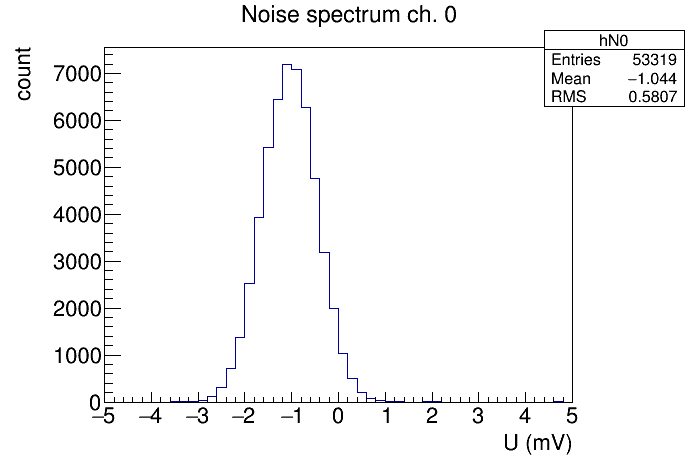 Noise spectrum ch. 0
hN0
Entries 53319
Mean −1.044
RMS 0.5807
count
7000
6000
5000
4000
3000
2000
1000
0
−5 −4 −3 −2 −1 0 1 2 3 4 5
U (mV)